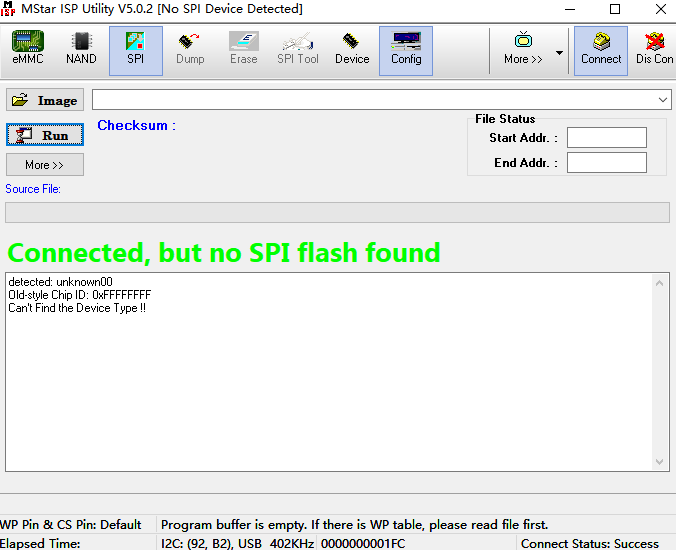 MStar ISP Utility V5.0.2 [No SPI Device Detected]
eMMC NAND SPI Dump Erase SPI Tool Device Config More >> Connect Dis Con
Image
Run
More >>
Checksum :
File Status
Start Addr. :
End Addr. :
Source File:
Connected, but no SPI flash found
detected: unknown00
Old-style Chip ID: 0xFFFFFFFF
Can't Find the Device Type !!
WP Pin & CS Pin: Default Program buffer is empty. If there is WP table, please read file first.
Elapsed Time: I2C: (92, B2), USB 402KHz 0000000001FC Connect Status: Success